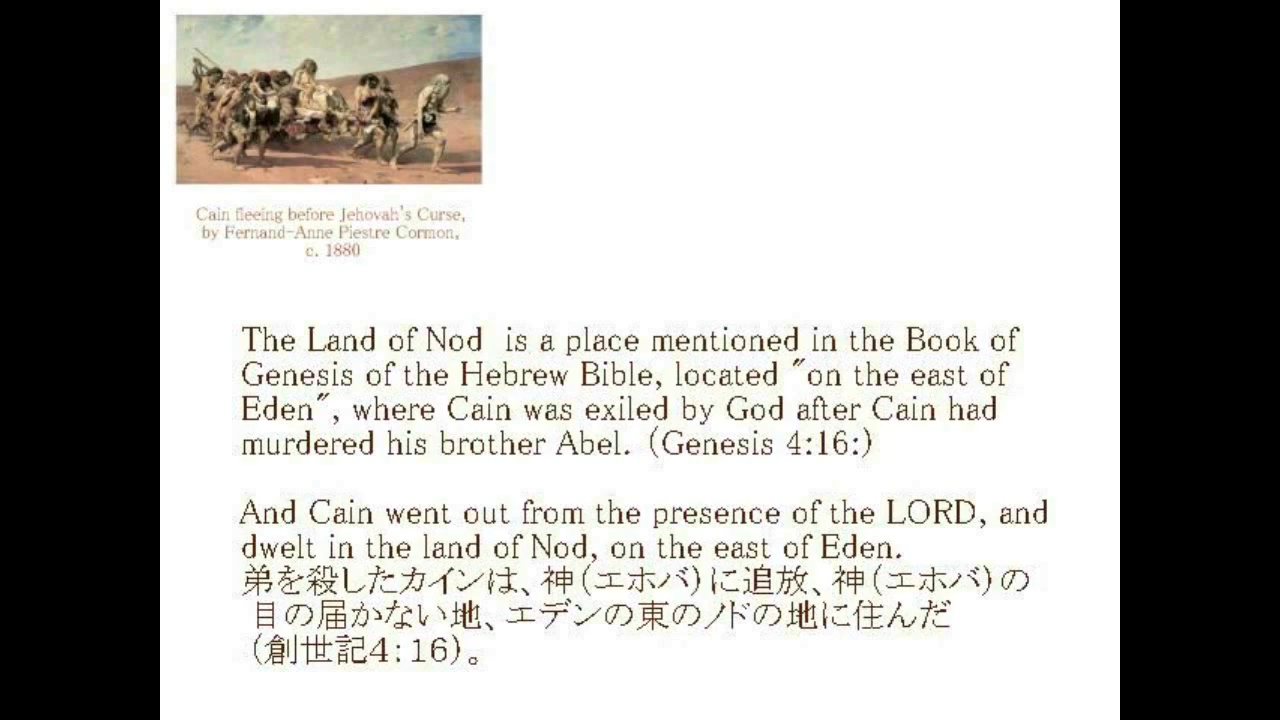 Cain fleeing before Jehovah's Curse,
by Fernand-Anne Piestre Cormon,
c. 1880
The Land of Nod is a place mentioned in the Book of
Genesis of the Hebrew Bible, located "on the east of
Eden", where Cain was exiled by God after Cain had
murdered his brother Abel. (Genesis 4:16:)
And Cain went out from the presence of the LORD, and
dwelt in the land of Nod, on the east of Eden.
弟を殺したカインは、神(エホバ)に追放、神(エホバ)の
目の届かない地、エデンの東のノドの地に住んだ
(創世記4:16)。